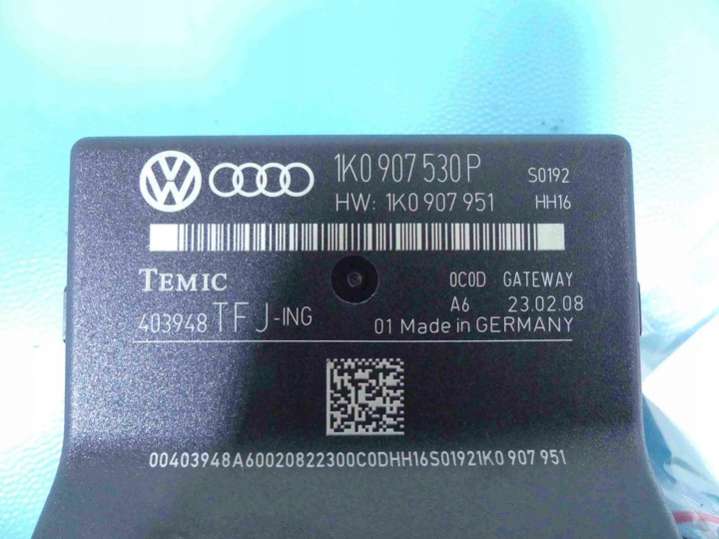 1K0 907 530 P S0192
HW: 1K0 907 951 HH16
TEMIC 0C0D GATEWAY
A6 23.02.08
403948 TFJ-ING 01 Made in GERMANY
00403948A60020822300C0DHH16S01921K0 907 951